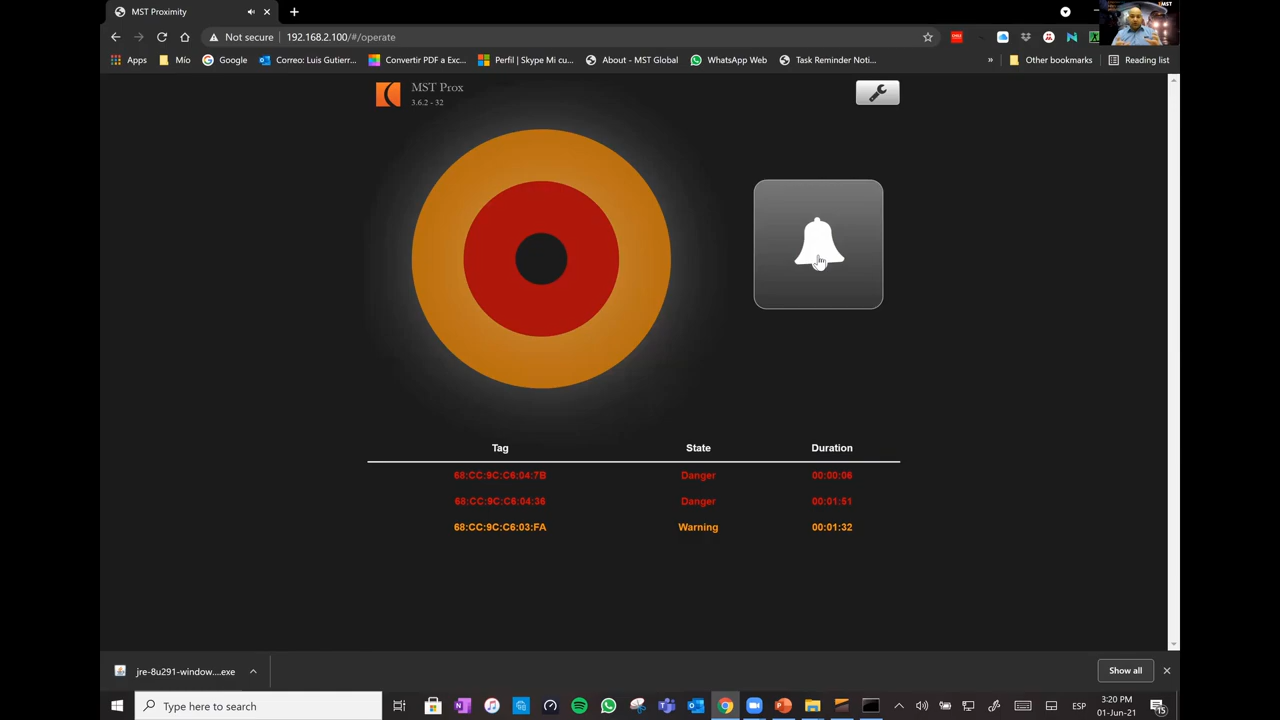 MST Proximity
Not secure 192.168.2.100/#/operate
Apps Mío Google Correo: Luis Gutierr... Convertir PDF a Exc... Perfil | Skype Mi cu... About - MST Global WhatsApp Web Task Reminder Noti... » Other bookmarks Reading list
MST Prox
3.6.2 - 32
Tag State Duration
68:CC:9C:C6:04:7B Danger 00:00:06
68:CC:9C:C6:04:36 Danger 00:01:51
68:CC:9C:C6:03:FA Warning 00:01:32
jre-8u291-window....exe Show all
Type here to search ESP 3:20 PM
01-Jun-21 15